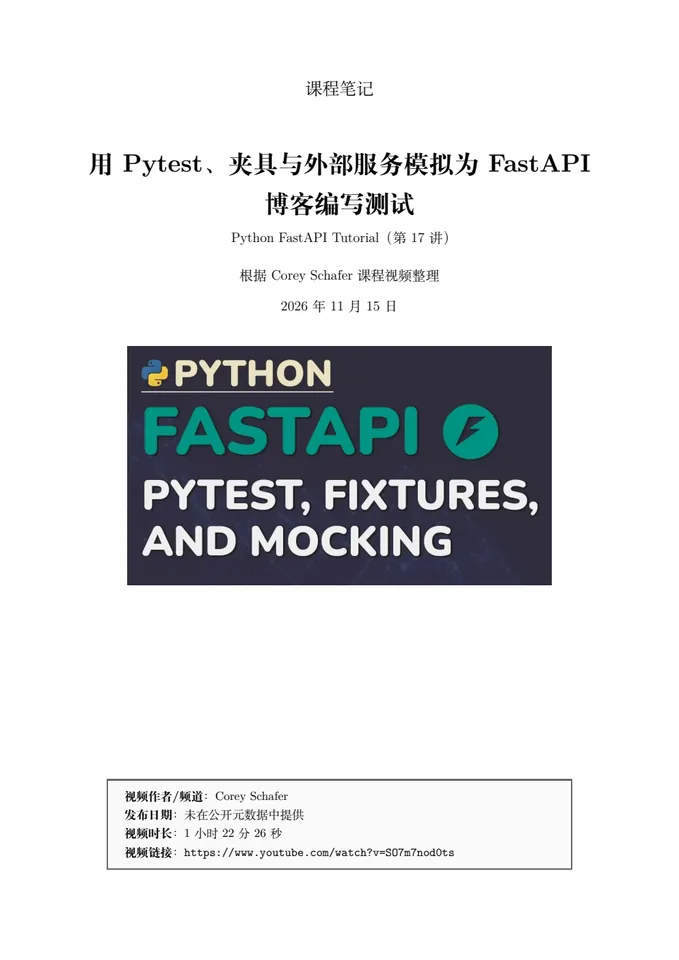 课程笔记
用 Pytest、夹具与外部服务模拟为 FastAPI
博客编写测试
Python FastAPI Tutorial（第 17 讲）
根据 Corey Schafer 课程视频整理
2026 年 11 月 15 日
PYTHON
FASTAPI
PYTEST, FIXTURES,
AND MOCKING
视频作者/频道：Corey Schafer
发布日期：未在公开元数据中提供
视频时长：1 小时 22 分 26 秒
视频链接：https://www.youtube.com/watch?v=SO7m7nod0ts